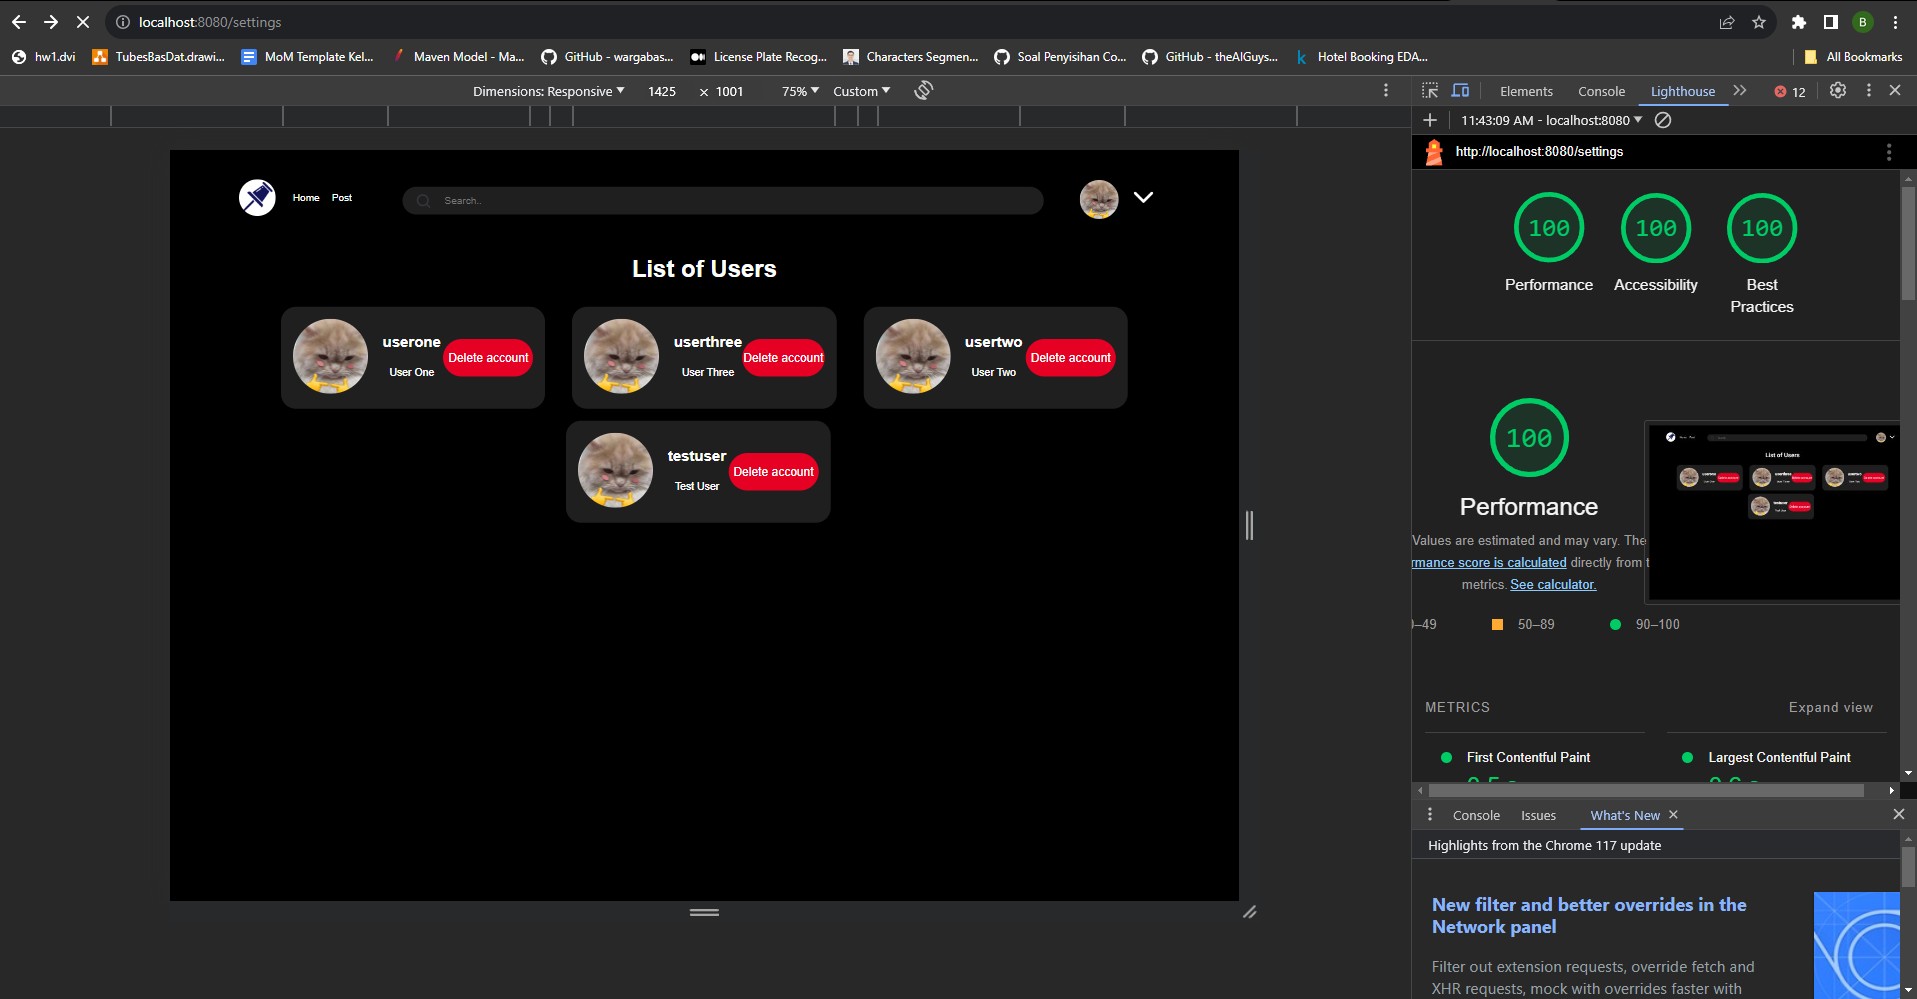 localhost:8080/settings
hw1.dvi
TubesBasDat.drawi...
MoM Template Kel...
Maven Model - Ma...
GitHub - wargabas...
License Plate Recog...
Characters Segmen...
Soal Penyisihan Co...
GitHub - theAIGuys...
Hotel Booking EDA...
All Bookmarks
B
Dimensions: Responsive 1425 × 1001 75% Custom
Home Post Search..
List of Users
userone
User One
Delete account
userthree
User Three
Delete account
usertwo
User Two
Delete account
testuser
Test User
Delete account
Elements Console Lighthouse 12
11:43:09 AM - localhost:8080
http://localhost:8080/settings
100 100 100
Performance Accessibility Best
Practices
100
Performance
Values are estimated and may vary. The
rmance score is calculated directly from
metrics. See calculator.
–49 50–89 90–100
List of Users
METRICS Expand view
First Contentful Paint Largest Contentful Paint
Console Issues What's New
Highlights from the Chrome 117 update
New filter and better overrides in the
Network panel
Filter out extension requests, override fetch and
XHR requests, mock with overrides faster with